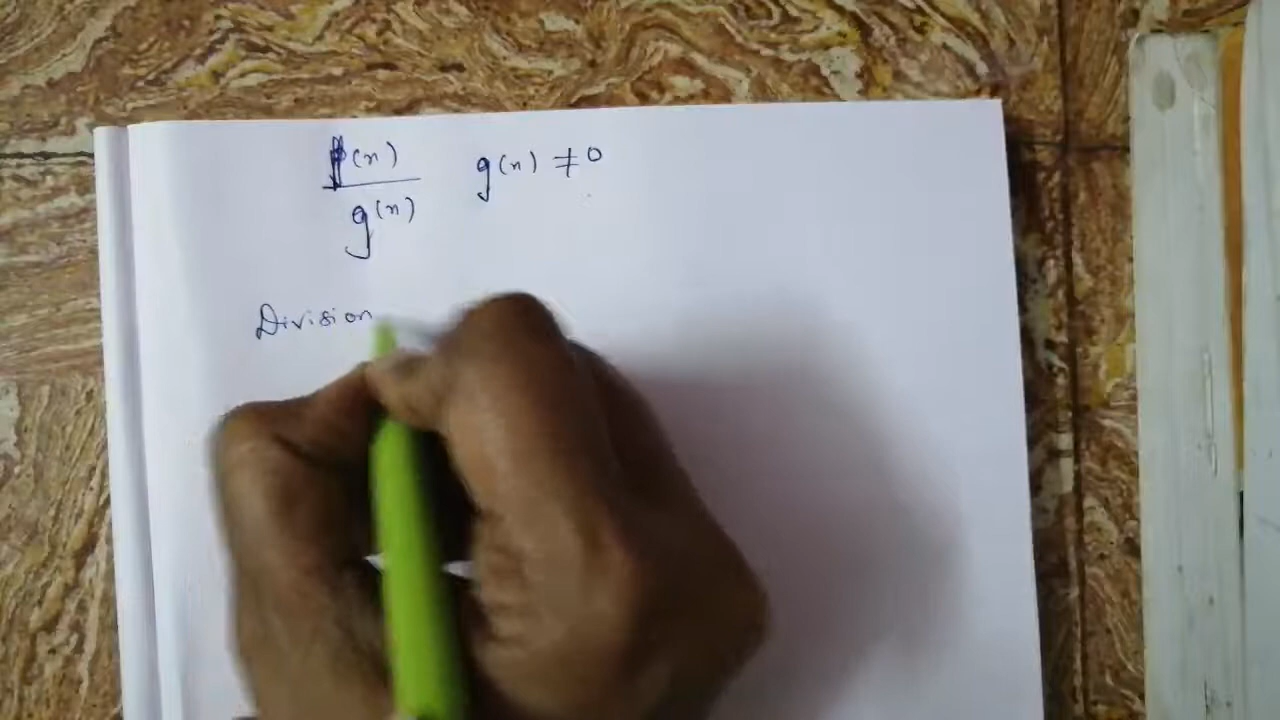 p(x) g(x) ≠ 0
g(x)
Division